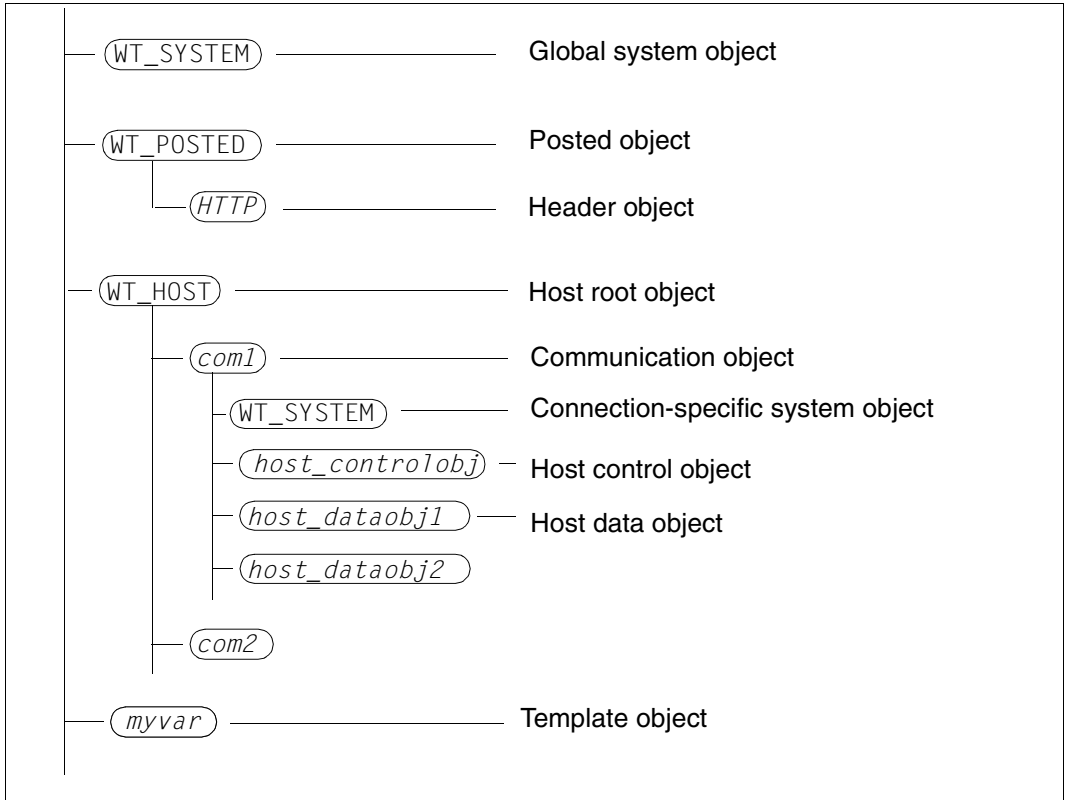 WT_SYSTEM Global system object
WT_POSTED Posted object
HTTP Header object
WT_HOST Host root object
com1 Communication object
WT_SYSTEM Connection-specific system object
host_controlobj Host control object
host_dataobj1 Host data object
host_dataobj2
com2
myvar Template object